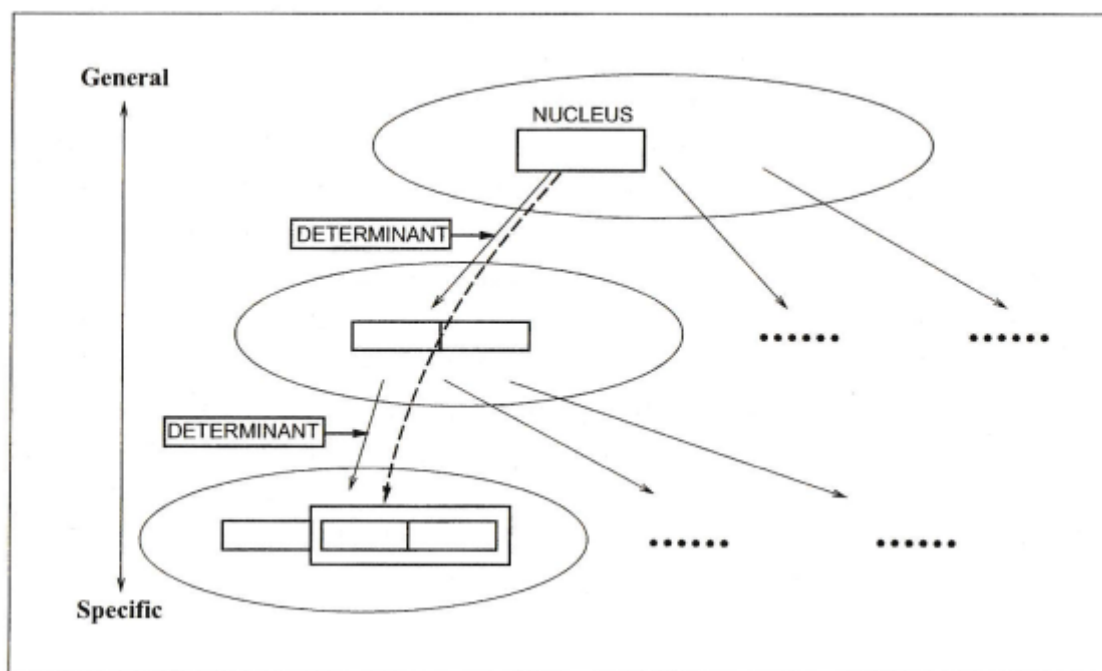 General
NUCLEUS
DETERMINANT
DETERMINANT
Specific